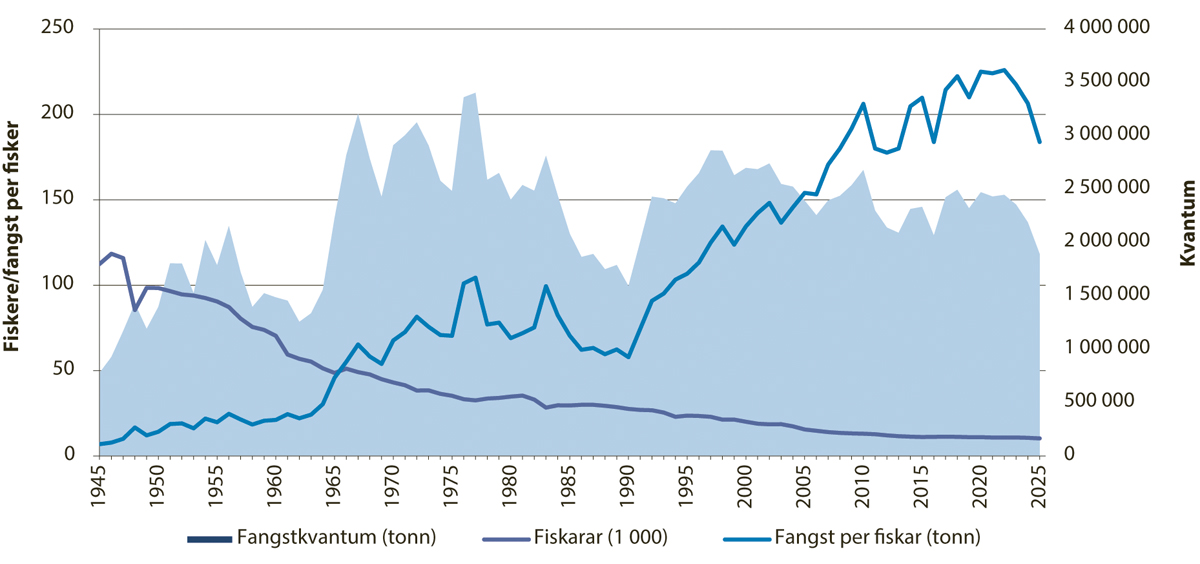 Fiskere/fangst per fisker
250
200
150
100
50
0
4 000 000
3 500 000
3 000 000
2 500 000
2 000 000
1 500 000
1 000 000
500 000
0
Kvantum
1945
1950
1955
1960
1965
1970
1975
1980
1985
1990
1995
2000
2005
2010
2015
2020
2025
Fangstkvantum (tonn) Fiskarar (1 000) Fangst per fiskar (tonn)